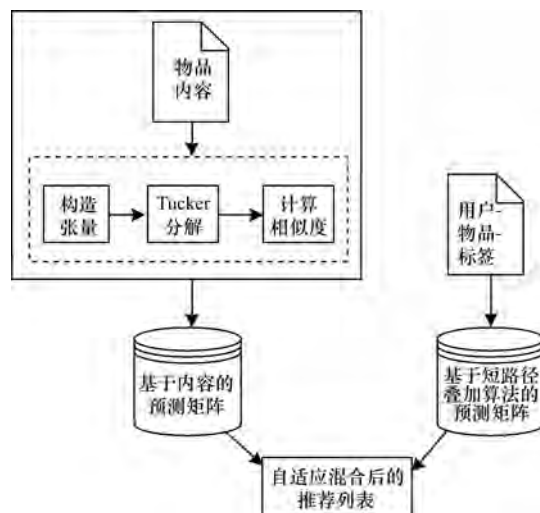 物品
内容
构造
张量
Tucker
分解
计算
相似度
用户-
物品-
标签
基于内容的
预测矩阵
基于短路径
叠加算法的
预测矩阵
自适应混合后的
推荐列表